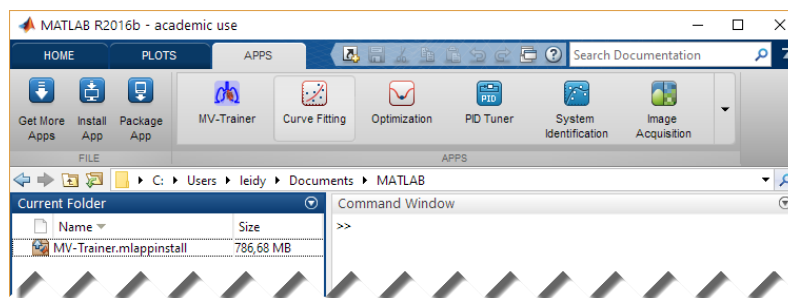 MATLAB R2016b - academic use
HOME PLOTS APPS Search Documentation
Get More Apps
Install App
Package App
MV-Trainer
Curve Fitting
Optimization
PID
PID Tuner
System Identification
Image Acquisition
FILE APPS
C: Users leidy Documents MATLAB
Current Folder
Name Size
MV-Trainer.mlappinstall 786,68 MB
Command Window
>>